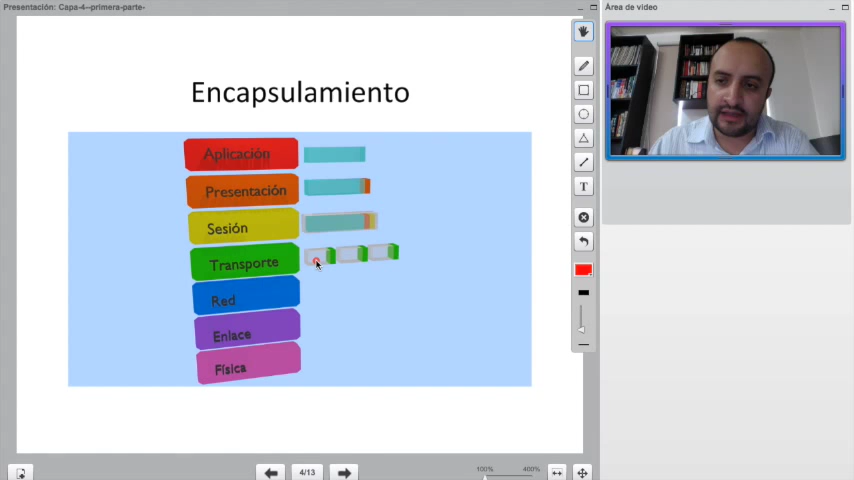 Presentación: Capa-4--primera-parte-
Área de video
Encapsulamiento
Aplicación
Presentación
Sesión
Transporte
Red
Enlace
Física
T
4/13
100%
400%